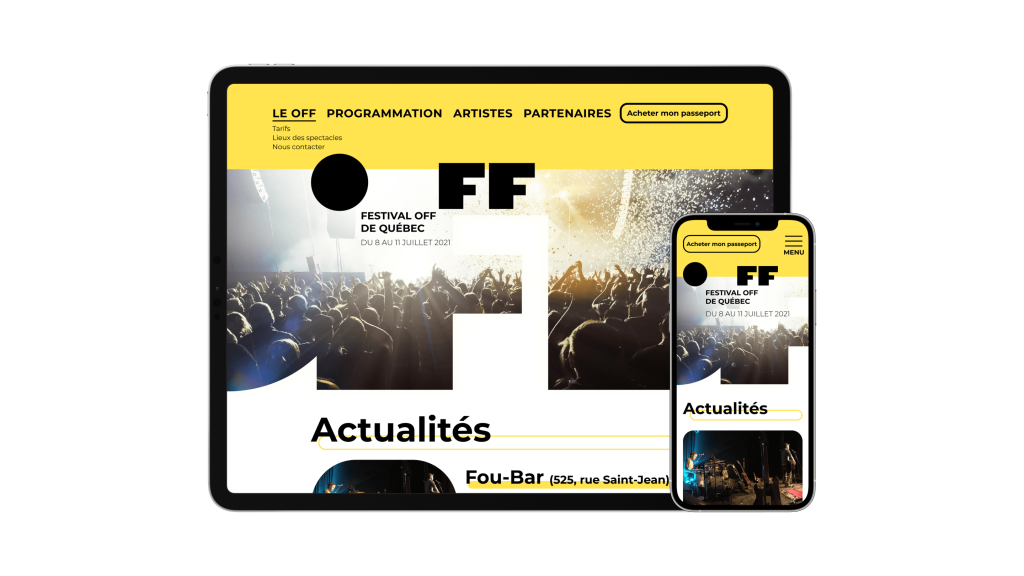 LE OFF PROGRAMMATION ARTISTES PARTENAIRES Acheter mon passeport
Tarifs
Lieux des spectacles
Nous contacter
FF
FESTIVAL OFF
DE QUÉBEC
DU 8 AU 11 JUILLET 2021
Actualités
Fou-Bar (525, rue Saint-Jean)
Acheter mon passeport
MENU
FF
FESTIVAL OFF
DE QUÉBEC
DU 8 AU 11 JUILLET 2021
Actualités